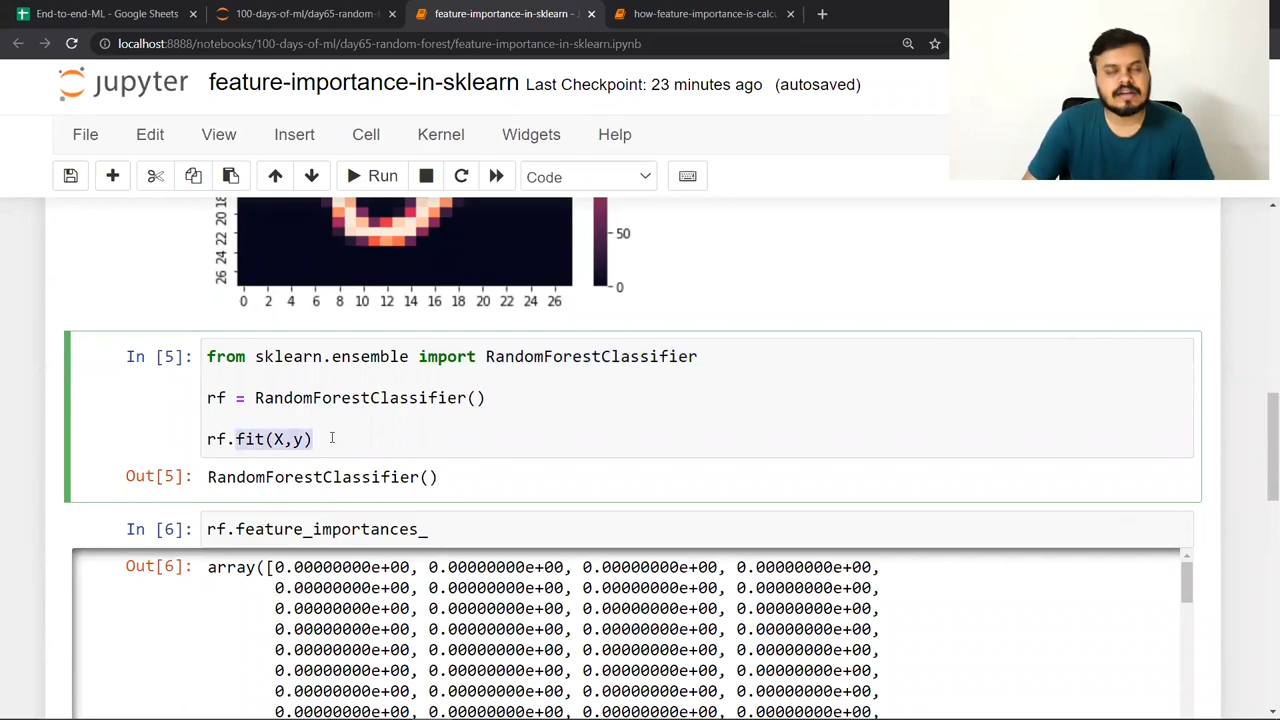 End-to-end-ML - Google Sheets
100-days-of-ml/day65-random-f
feature-importance-in-sklearn - J
how-feature-importance-is-calcu
localhost:8888/notebooks/100-days-of-ml/day65-random-forest/feature-importance-in-sklearn.ipynb
jupyter feature-importance-in-sklearn Last Checkpoint: 23 minutes ago (autosaved)
File Edit View Insert Cell Kernel Widgets Help
Run Code
18
20
22
24
26
50
0
0 2 4 6 8 10 12 14 16 18 20 22 24 26
In [5]: from sklearn.ensemble import RandomForestClassifier
rf = RandomForestClassifier()
rf.fit(X,y)
Out[5]: RandomForestClassifier()
In [6]: rf.feature_importances_
Out[6]: array([0.00000000e+00, 0.00000000e+00, 0.00000000e+00, 0.00000000e+00,
0.00000000e+00, 0.00000000e+00, 0.00000000e+00, 0.00000000e+00,
0.00000000e+00, 0.00000000e+00, 0.00000000e+00, 0.00000000e+00,
0.00000000e+00, 0.00000000e+00, 0.00000000e+00, 0.00000000e+00,
0.00000000e+00, 0.00000000e+00, 0.00000000e+00, 0.00000000e+00,
0.00000000e+00, 0.00000000e+00, 0.00000000e+00, 0.00000000e+00,
0.00000000e+00, 0.00000000e+00, 0.00000000e+00, 0.00000000e+00,
0.00000000e+00, 0.00000000e+00, 0.00000000e+00, 0.00000000e+00,